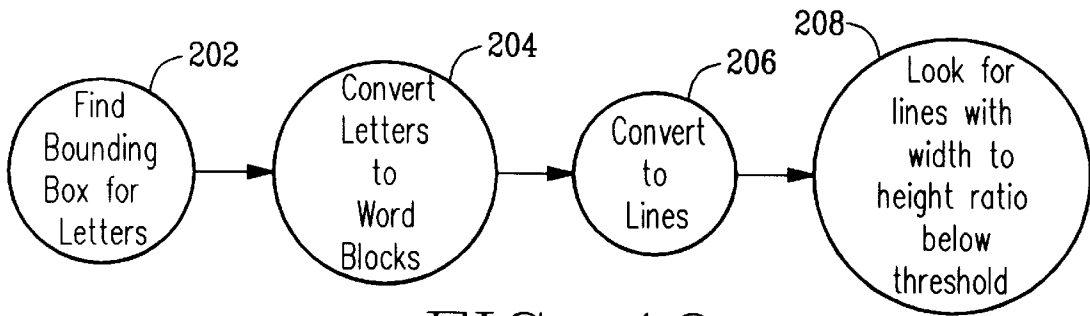 202
Find
Bounding
Box for
Letters
204
Convert
Letters
to
Word
Blocks
206
Convert
to
Lines
208
Look for
lines with
width to
height ratio
below
threshold